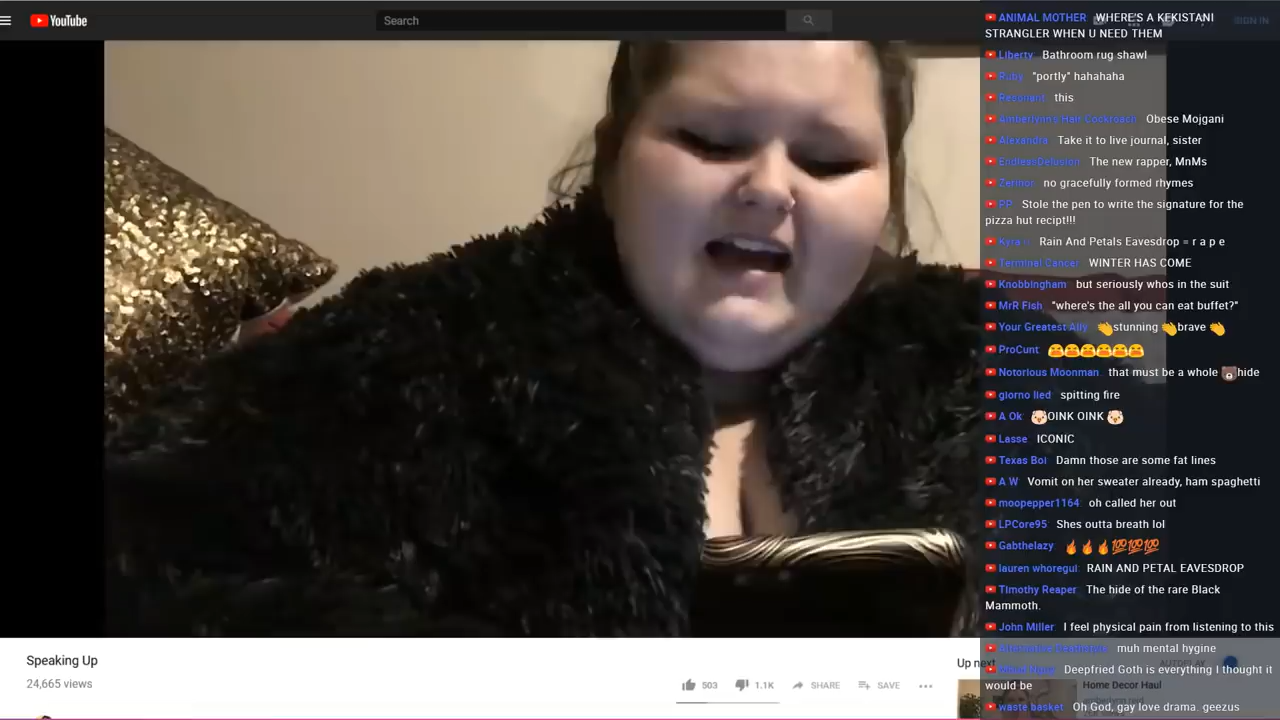 YouTube
Search
SIGN IN
Speaking Up
24,665 views
503
1.1K
SHARE
SAVE
Up next
AUTOPLAY
Home Decor Haul
ANIMAL MOTHER WHERE'S A KEKISTANI
STRANGLER WHEN U NEED THEM
Liberty Bathroom rug shawl
Ruby "portly" hahahaha
this
Amberlynn's Hair Cockroach Obese Mojgani
Alexandra Take it to live journal, sister
EndlessDelusion The new rapper, MnMs
no gracefully formed rhymes
PP Stole the pen to write the signature for the
pizza hut recipt!!!
Rain And Petals Eavesdrop = r a p e
Terminal Cancer WINTER HAS COME
Knobbingham but seriously whos in the suit
MrR Fish "where's the all you can eat buffet?"
Your Greatest Ally 👏stunning 👏brave 👏
ProCunt 😫😫😫😫😫😫
Notorious Moonman that must be a whole 🐻hide
giorno lied spitting fire
A Ok 🐷OINK OINK 🐷
Lasse ICONIC
Texas Boi Damn those are some fat lines
A W Vomit on her sweater already, ham spaghetti
moopepper1164 oh called her out
LPCore95 Shes outta breath lol
Gabthelazy 🔥🔥🔥💯💯💯
lauren whoregul RAIN AND PETAL EAVESDROP
Timothy Reaper The hide of the rare Black
Mammoth.
John Miller I feel physical pain from listening to this
muh mental hygine
Deepfried Goth is everything I thought it
would be
waste basket Oh God, gay love drama. geezus